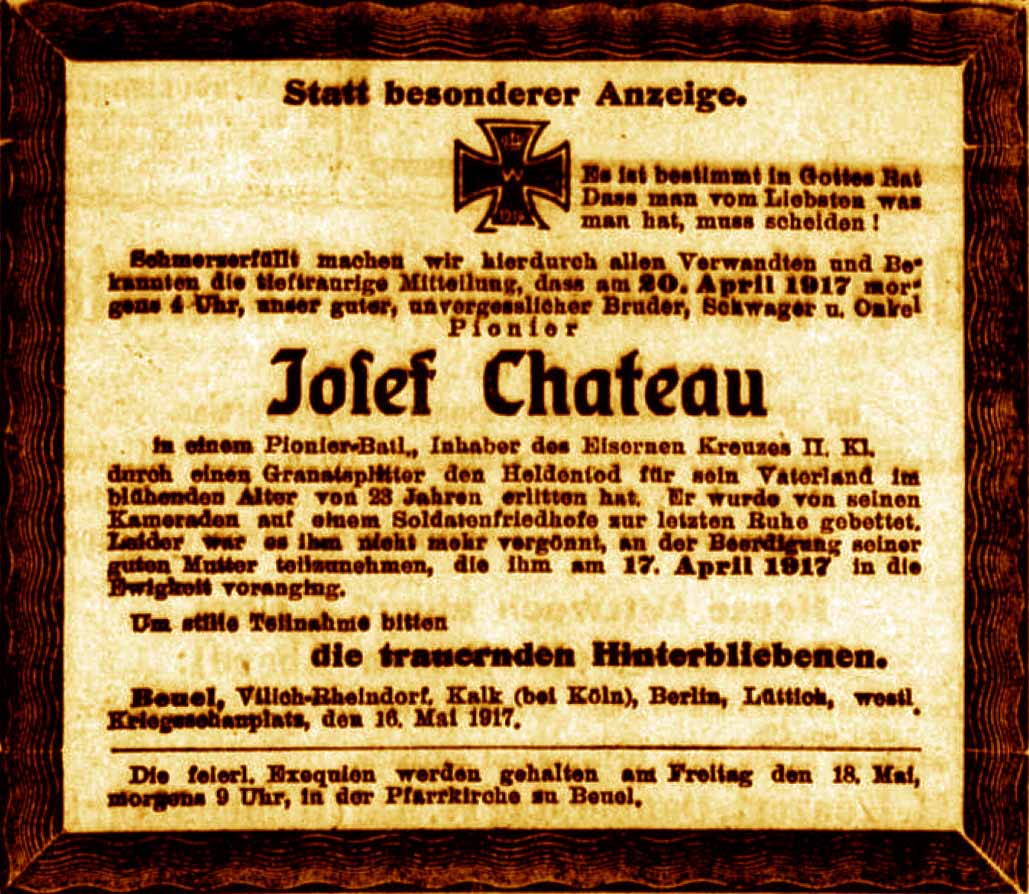 Statt besonderer Anzeige.
W
Es ist bestimmt in Gottes Rat
Dass man vom Liebsten was
man hat, muss scheiden !
Schmerzerfüllt machen wir hierdurch allen Verwandten und Be-
kannten die tieftraurige Mitteilung, dass am 20. April 1917 mor-
gens 4 Uhr, unser guter, unvergesslicher Bruder, Schwager u. Onkel
Pionier
Josef Chateau
in einem Pionier-Batl., Inhaber des Eisernen Kreuzes II. Kl.
durch einen Granatsplitter den Heldentod für sein Vaterland im
blühenden Alter von 23 Jahren erlitten hat. Er wurde von seinen
Kameraden auf einem Soldatenfriedhofe zur letzten Ruhe gebettet.
Leider war es ihm nicht mehr vergönnt, an der Beerdigung seiner
guten Mutter teilzunehmen, die ihm am 17. April 1917 in die
Ewigkeit voranging.
Um stille Teilnahme bitten
die trauernden Hinterbliebenen.
Beuel, Vilich-Rheindorf, Kalk (bei Köln), Berlin, Lüttich, westl.
Kriegsschauplatz, den 16. Mai 1917.
Die feierl. Exequien werden gehalten am Freitag den 18. Mai,
morgens 9 Uhr, in der Pfarrkirche zu Beuel.